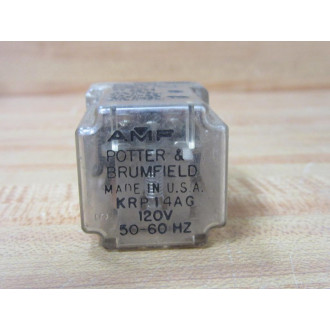 AMF
POTTER &
BRUMFIELD
MADE IN U.S.A.
KRP14AG
120V
50-60 HZ